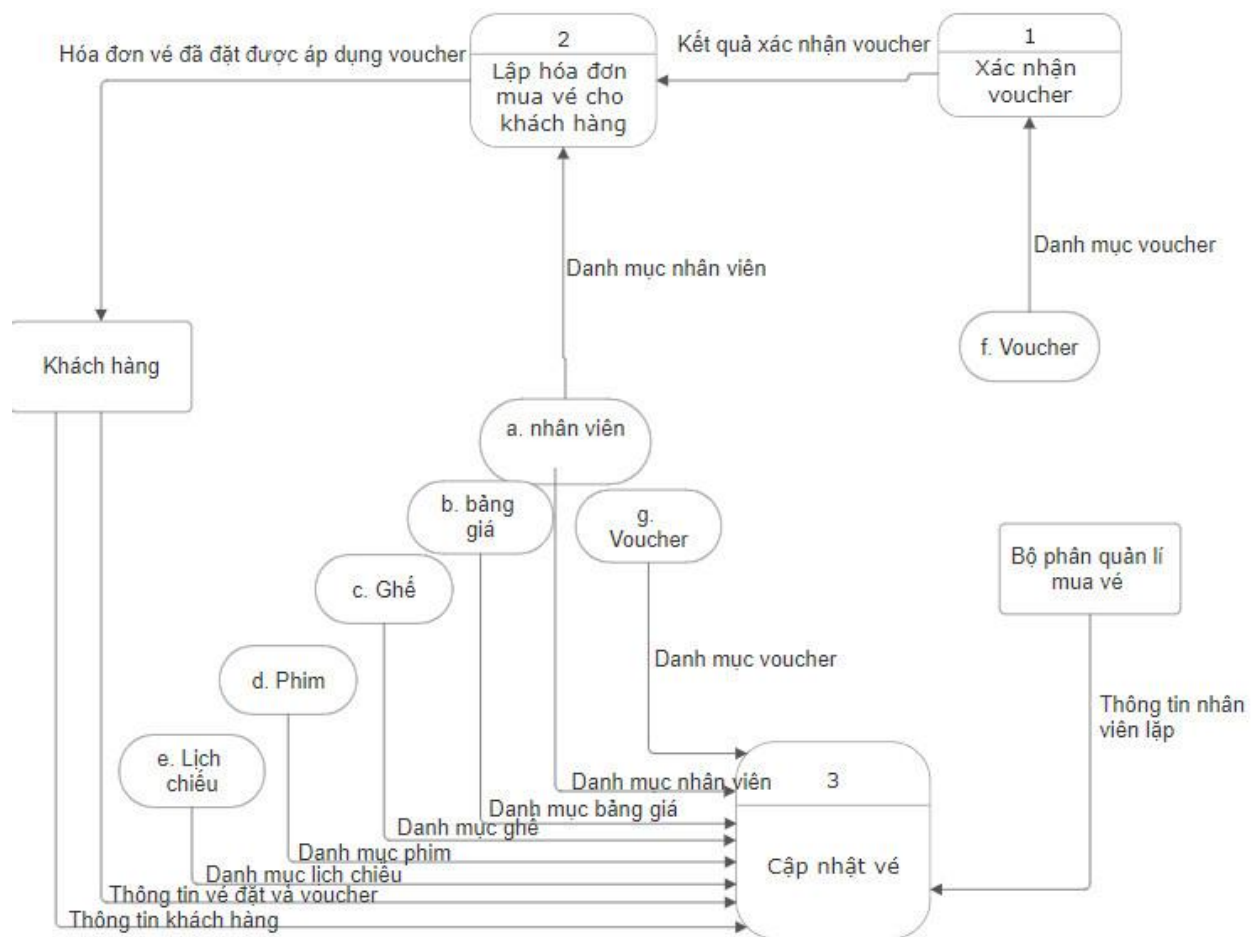 2
Lập hóa đơn
mua vé cho
khách hàng
1
Xác nhận
voucher
Hóa đơn vé đã đặt được áp dụng voucher
Kết quả xác nhận voucher
Danh mục nhân viên
Danh mục voucher
f. Voucher
Khách hàng
a. nhân viên
b. bảng
giá
g.
Voucher
c. Ghế
Bộ phân quản lí
mua vé
d. Phim
Danh mục voucher
Thông tin nhân
viên lặp
e. Lịch
chiếu
3
Cập nhật vé
Danh mục nhân viên
Danh mục bảng giá
Danh mục ghế
Danh mục phim
Danh mục lịch chiếu
Thông tin vé đặt và voucher
Thông tin khách hàng